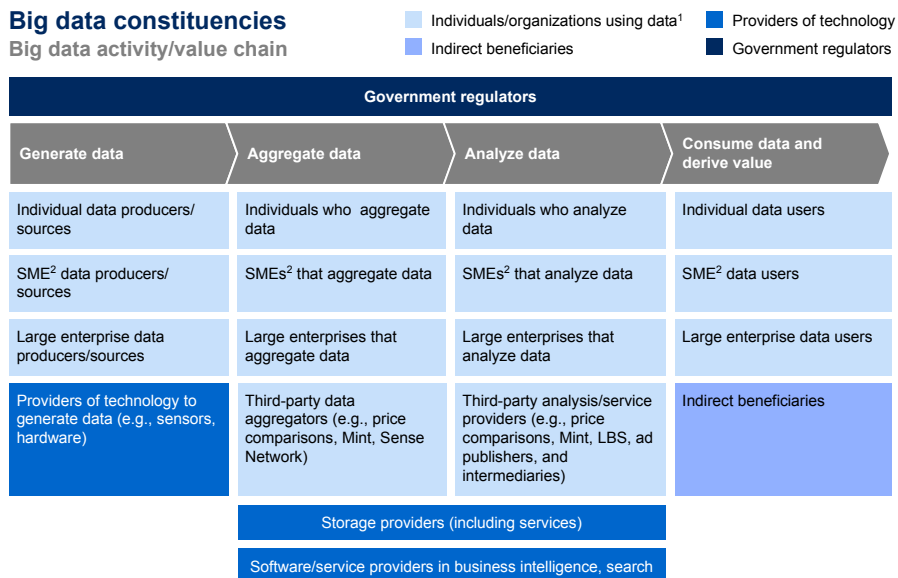 Big data constituencies
Big data activity/value chain
Individuals/organizations using data¹
Indirect beneficiaries
Providers of technology
Government regulators
Government regulators
Generate data
Aggregate data
Analyze data
Consume data and
derive value
Individual data producers/
sources
Individuals who aggregate
data
Individuals who analyze
data
Individual data users
SME² data producers/
sources
SMEs² that aggregate data
SMEs² that analyze data
SME² data users
Large enterprise data
producers/sources
Large enterprises that
aggregate data
Large enterprises that
analyze data
Large enterprise data users
Providers of technology to
generate data (e.g., sensors,
hardware)
Third-party data
aggregators (e.g., price
comparisons, Mint, Sense
Network)
Third-party analysis/service
providers (e.g., price
comparisons, Mint, LBS, ad
publishers, and
intermediaries)
Indirect beneficiaries
Storage providers (including services)
Software/service providers in business intelligence, search